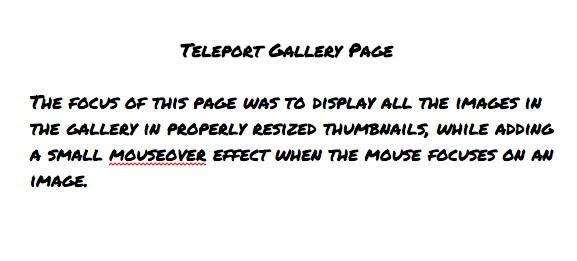 Teleport Gallery Page
The focus of this page was to display all the images in
the gallery in properly resized thumbnails, while adding
a small mouseover effect when the mouse focuses on an
image.